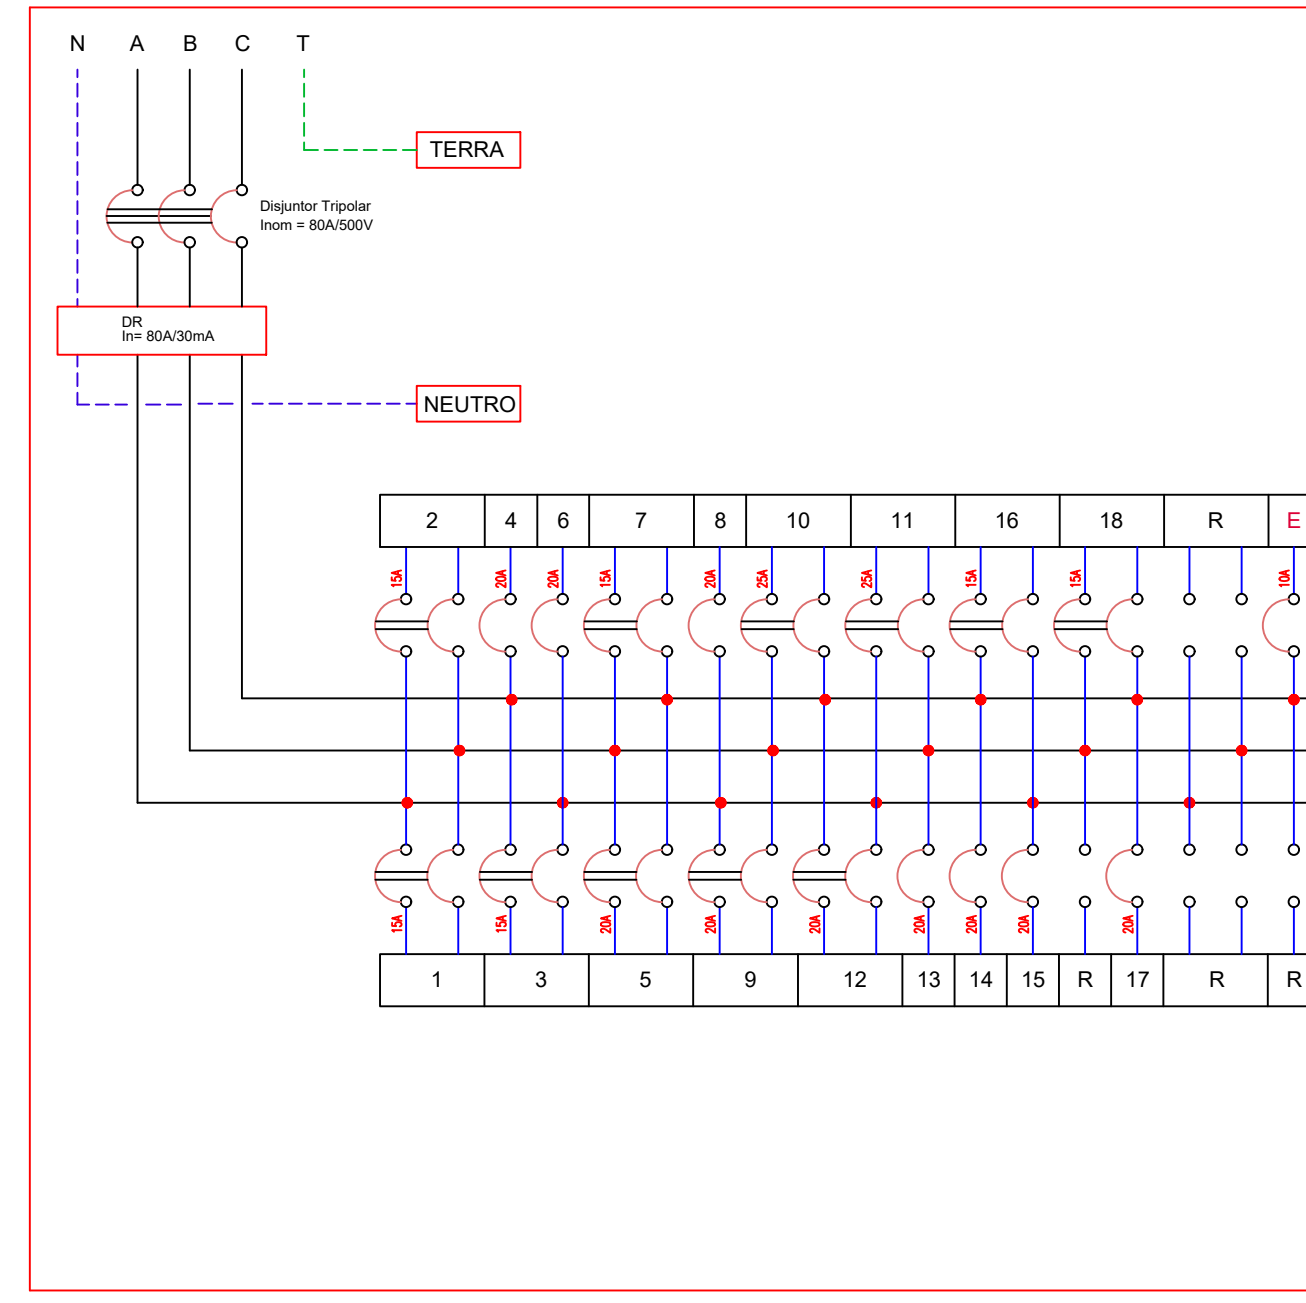 N A B C T
TERRA
Disjuntor Tripolar
Inom = 80A/500V
DR
In= 80A/30mA
NEUTRO
2 4 6 7 8 10 11 16 18 R E
15A 20A 20A 15A 20A 25A 25A 15A 15A 10A
15A 15A 20A 20A 20A 20A 20A 20A 20A
1 3 5 9 12 13 14 15 R 17 R R